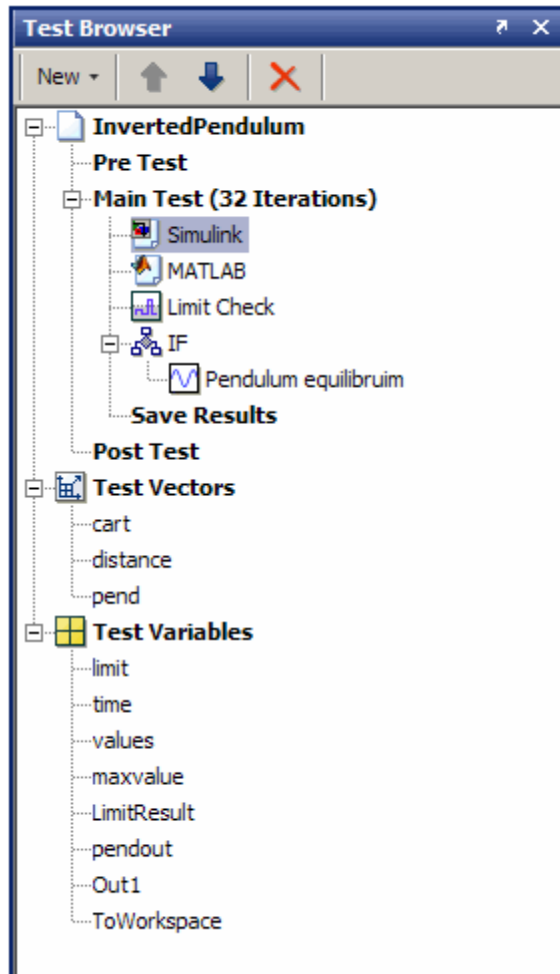 Test Browser
New
InvertedPendulum
Pre Test
Main Test (32 Iterations)
Simulink
MATLAB
Limit Check
IF
Pendulum equilibruim
Save Results
Post Test
Test Vectors
cart
distance
pend
Test Variables
limit
time
values
maxvalue
LimitResult
pendout
Out1
ToWorkspace